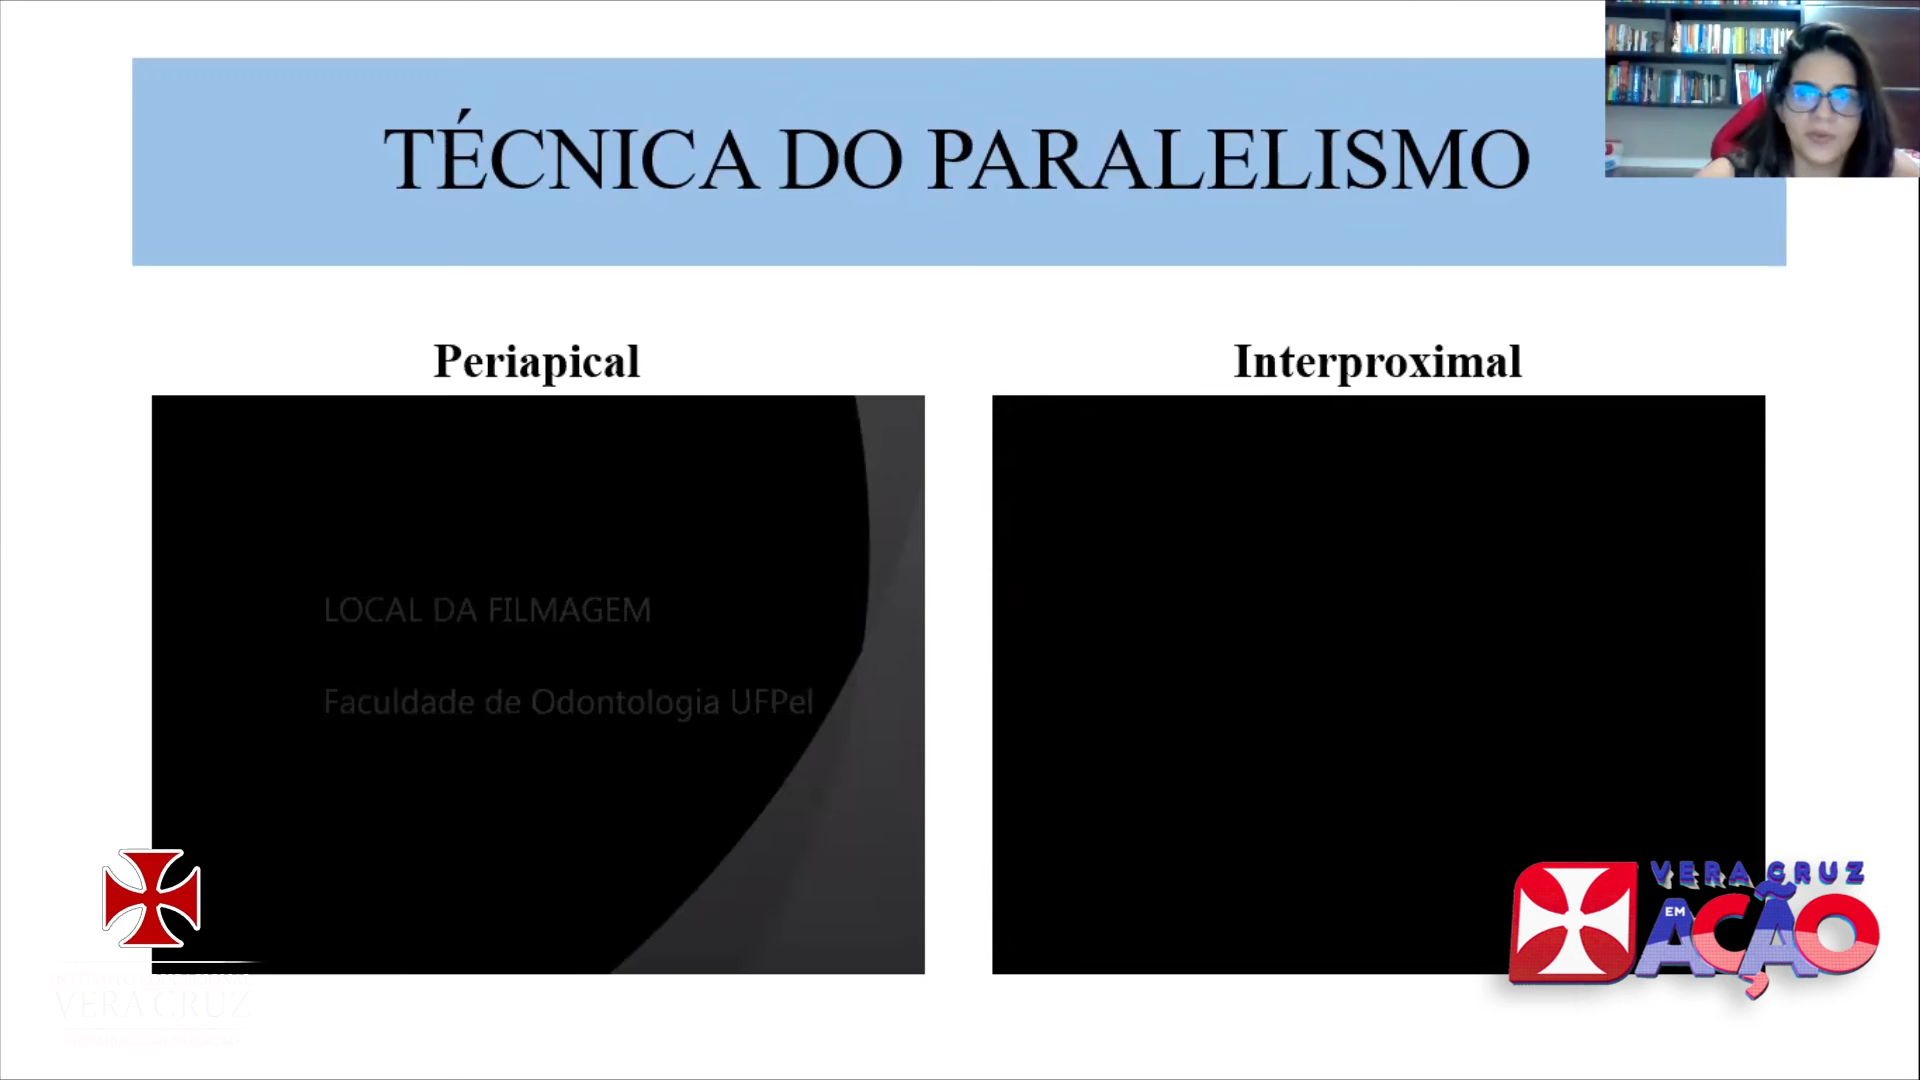 TÉCNICA DO PARALELISMO
Periapical
Interproximal
LOCAL DA FILMAGEM
Faculdade de Odontologia UFPel
VERA CRUZ
EM
AÇÃO
VERA CRUZ